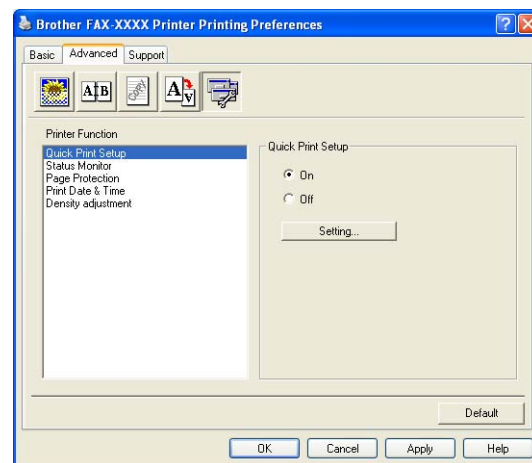 Brother FAX-XXXX Printer Printing Preferences
Basic Advanced Support
A B
A V
Printer Function
Quick Print Setup
Status Monitor
Page Protection
Print Date & Time
Density adjustment
Quick Print Setup
On
Off
Setting...
Default
OK Cancel Apply Help